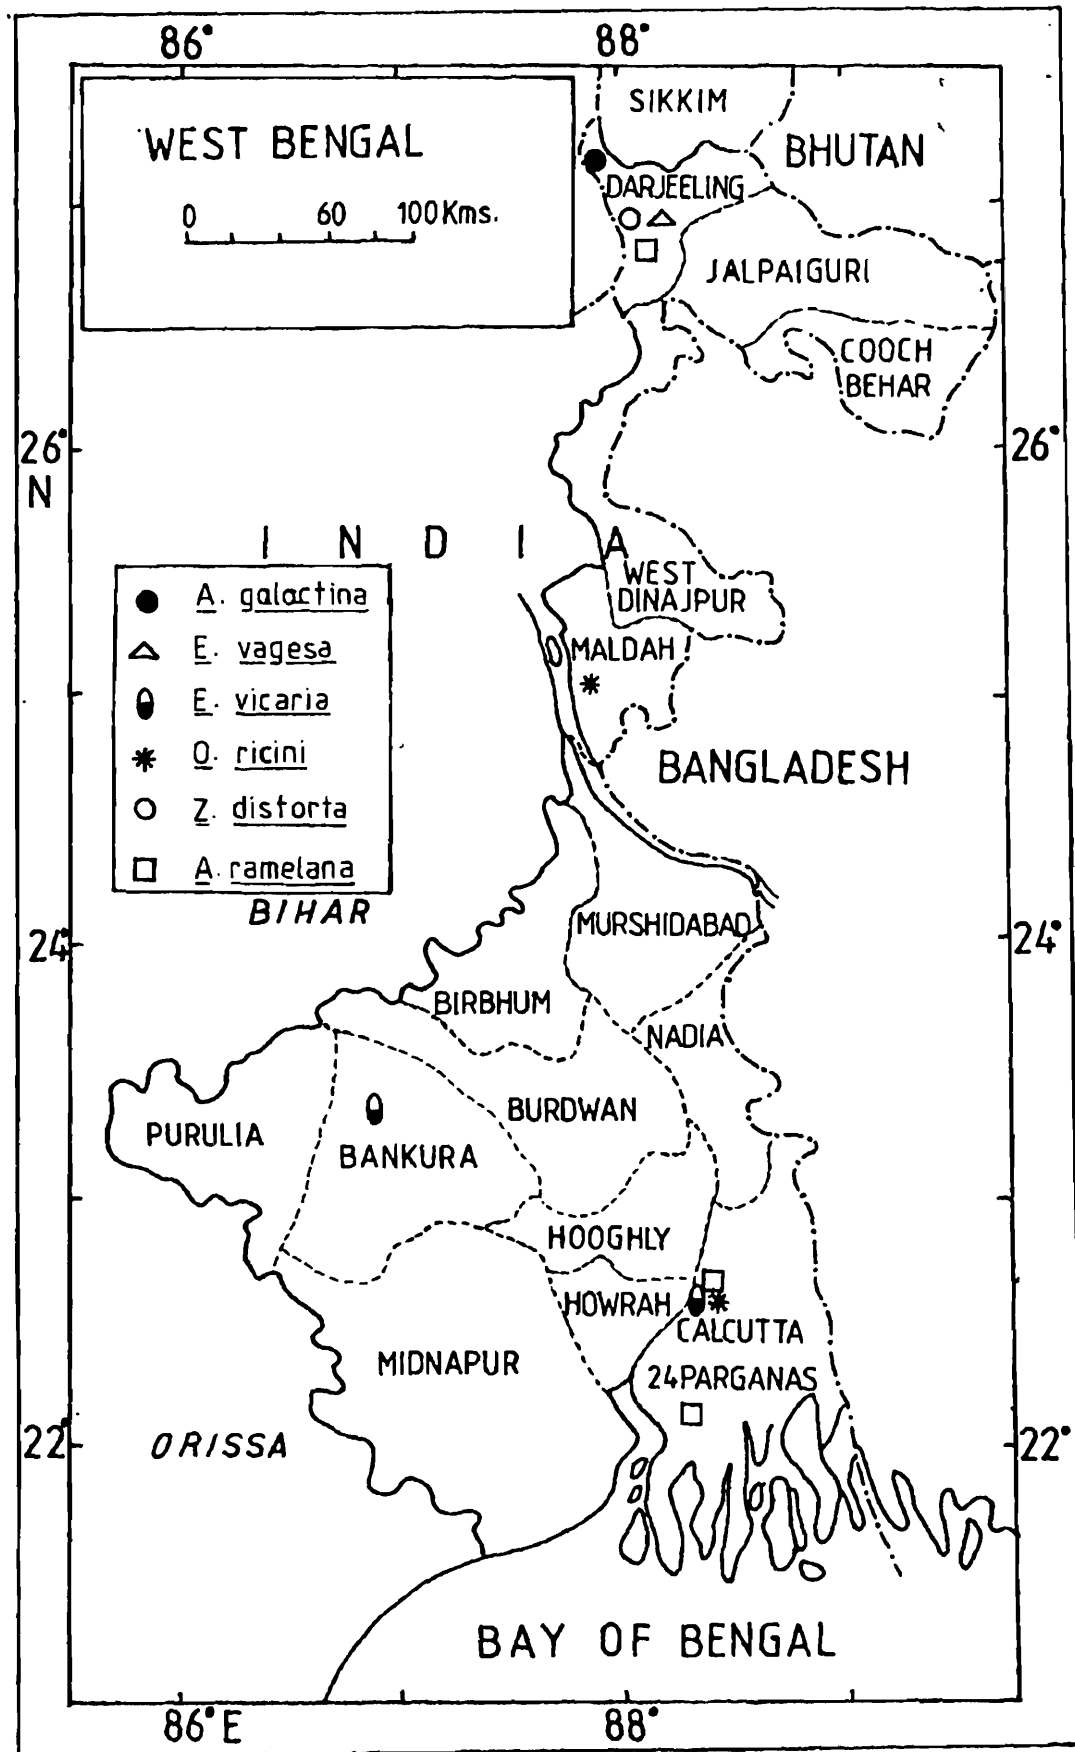 86° 88°
SIKKIM
WEST BENGAL
BHUTAN
DARJEELING
0 60 100 Kms.
JALPAIGURI
COOCH
BEHAR
26° 26°
N
I N D I A
WEST
DINAJPUR
A. galactina
E. vagesa
MALDAH
E. vicaria
O. ricini
BANGLADESH
Z. distorta
A. ramelana
BIHAR
MURSHIDABAD
24° 24°
BIRBHUM
NADIA
BURDWAN
PURULIA
BANKURA
HOOGHLY
HOWRAH
CALCUTTA
MIDNAPUR
24PARGANAS
ORISSA
22° 22°
BAY OF BENGAL
86° E 88°